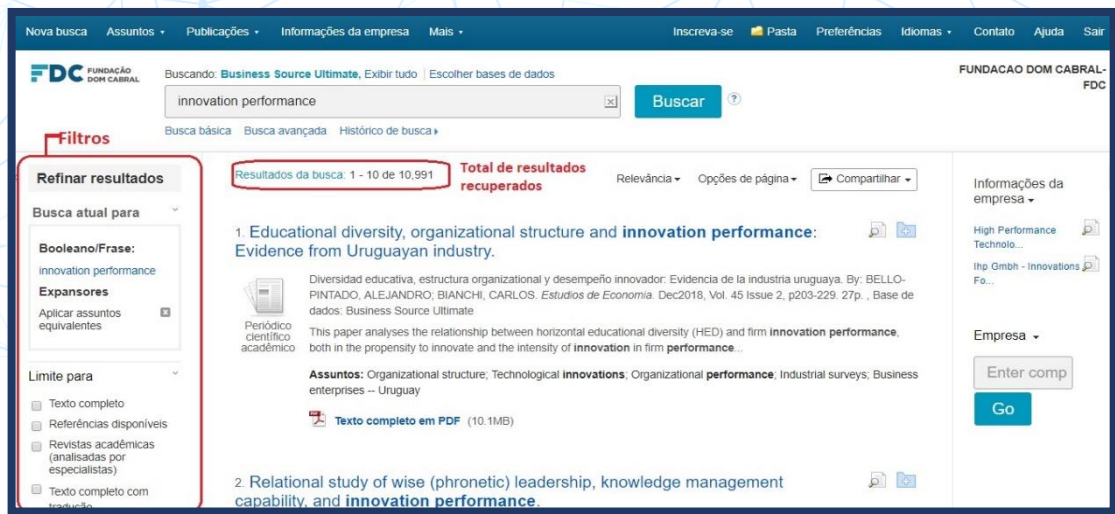 Nova busca Assuntos Publicações Informações da empresa Mais Inscreva-se Pasta Preferências Idiomas Contato Ajuda Sair
FDC FUNDAÇÃO DOM CABRAL
Buscando: Business Source Ultimate, Exibir tudo | Escolher bases de dados
FUNDACAO DOM CABRAL-
FDC
innovation performance
Buscar
Busca básica Busca avançada Histórico de busca
Filtros
Refinar resultados
Busca atual para
Booleano/Frase:
innovation performance
Expansores
Aplicar assuntos
equivalentes
Limite para
Texto completo
Referências disponíveis
Revistas acadêmicas
(analisadas por
especialistas)
Texto completo com
tradução
Resultados da busca: 1 - 10 de 10,991
Total de resultados
recuperados
Relevância Opções de página Compartilhar
1. Educational diversity, organizational structure and innovation performance:
Evidence from Uruguayan industry.
Periódico
científico
acadêmico
Diversidad educativa, estructura organizational y desempeño innovador: Evidencia de la industria uruguaya. By: BELLO-
PINTADO, ALEJANDRO; BIANCHI, CARLOS. Estudios de Economia. Dec2018, Vol. 45 Issue 2, p203-229. 27p. , Base de
dados: Business Source Ultimate
This paper analyses the relationship between horizontal educational diversity (HED) and firm innovation performance,
both in the propensity to innovate and the intensity of innovation in firm performance...
Assuntos: Organizational structure; Technological innovations; Organizational performance; Industrial surveys; Business
enterprises -- Uruguay
Texto completo em PDF (10.1MB)
2. Relational study of wise (phronetic) leadership, knowledge management
capability, and innovation performance.
Informações da
empresa
High Performance
Technolo...
Ihp Gmbh - Innovations
Fo...
Empresa
Enter comp
Go